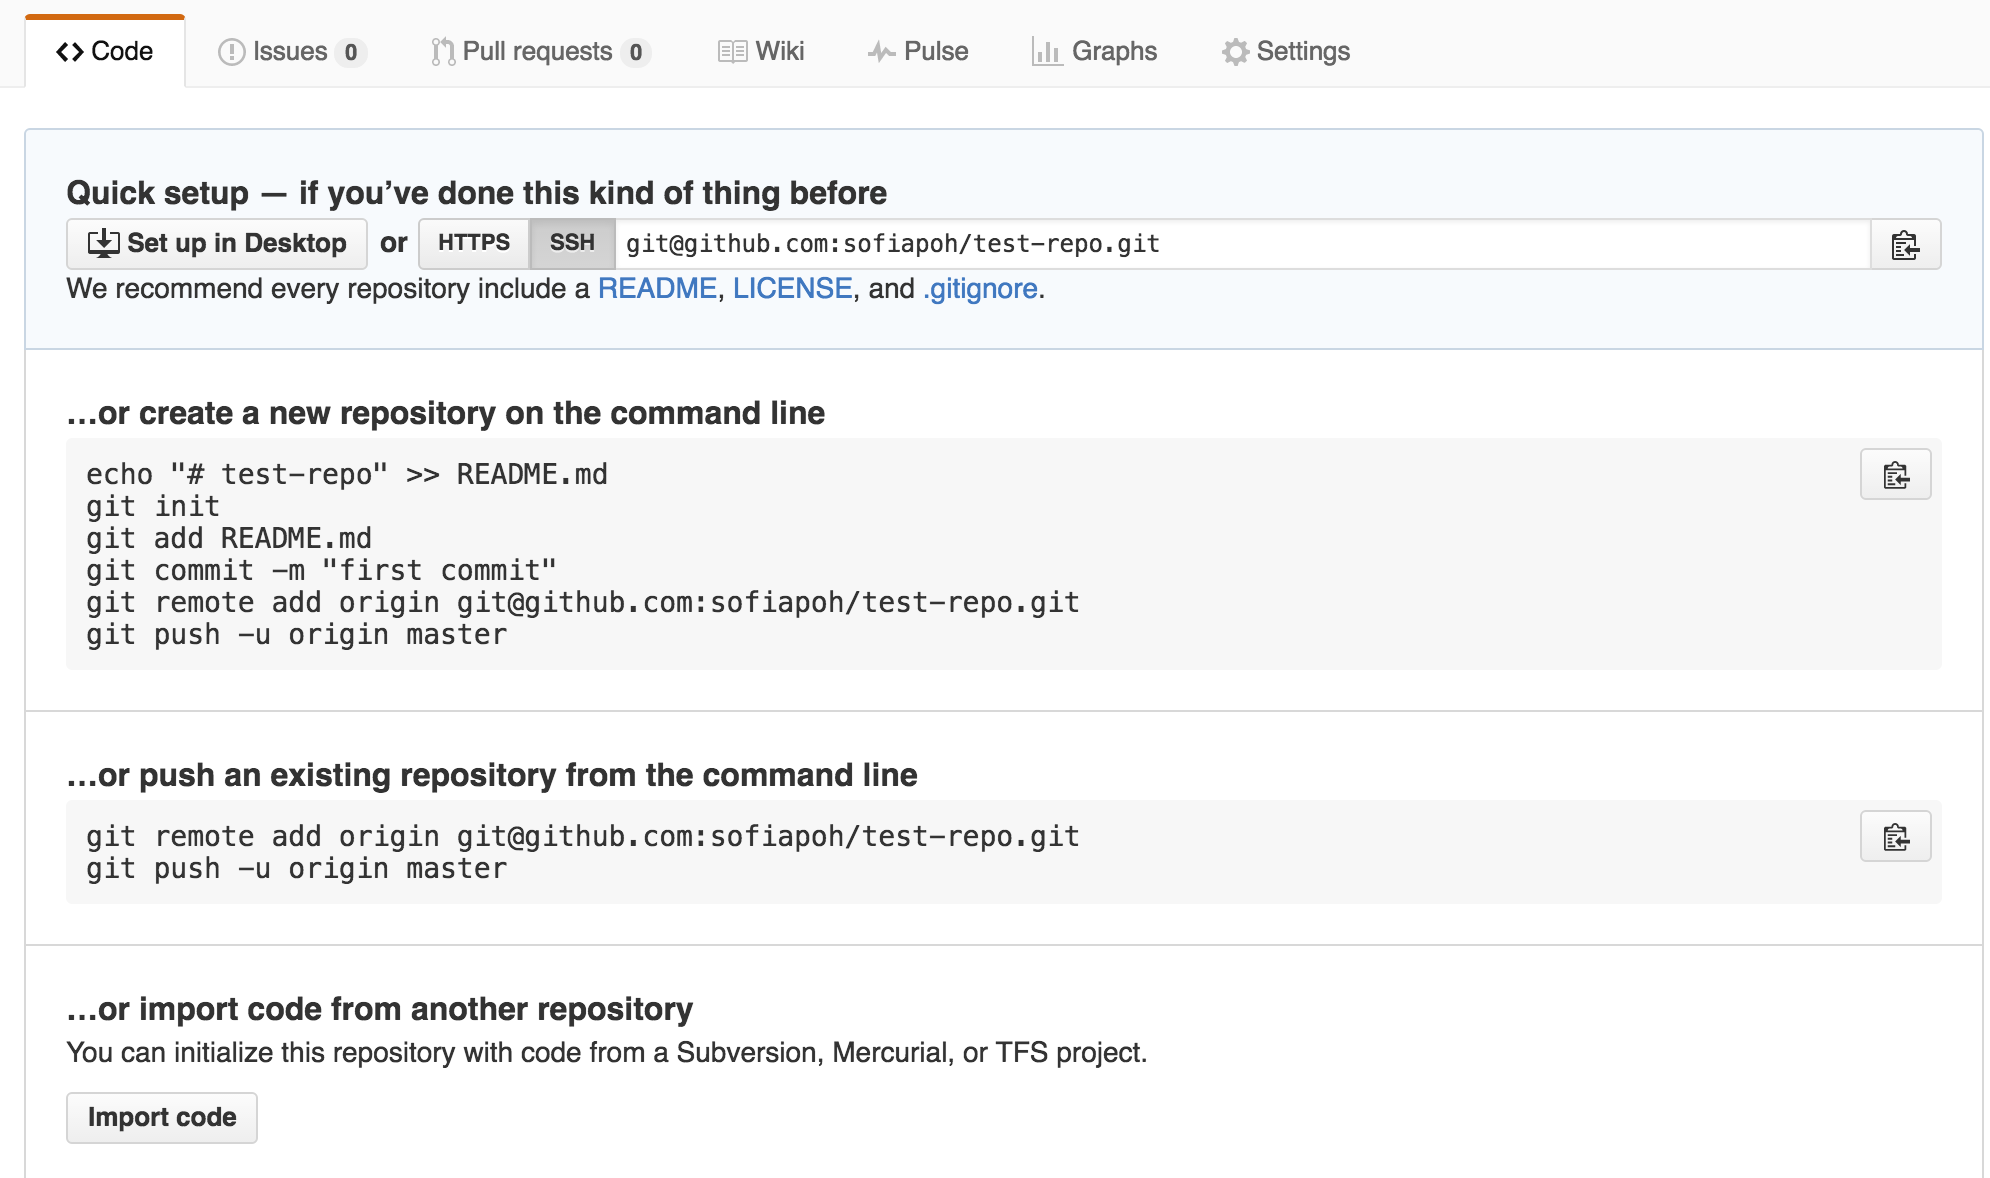 Code Issues 0 Pull requests 0 Wiki Pulse Graphs Settings
Quick setup — if you’ve done this kind of thing before
Set up in Desktop or HTTPS SSH git@github.com:sofiapoh/test-repo.git
We recommend every repository include a README, LICENSE, and .gitignore.
…or create a new repository on the command line
echo "# test-repo" >> README.md
git init
git add README.md
git commit -m "first commit"
git remote add origin git@github.com:sofiapoh/test-repo.git
git push -u origin master
…or push an existing repository from the command line
git remote add origin git@github.com:sofiapoh/test-repo.git
git push -u origin master
…or import code from another repository
You can initialize this repository with code from a Subversion, Mercurial, or TFS project.
Import code